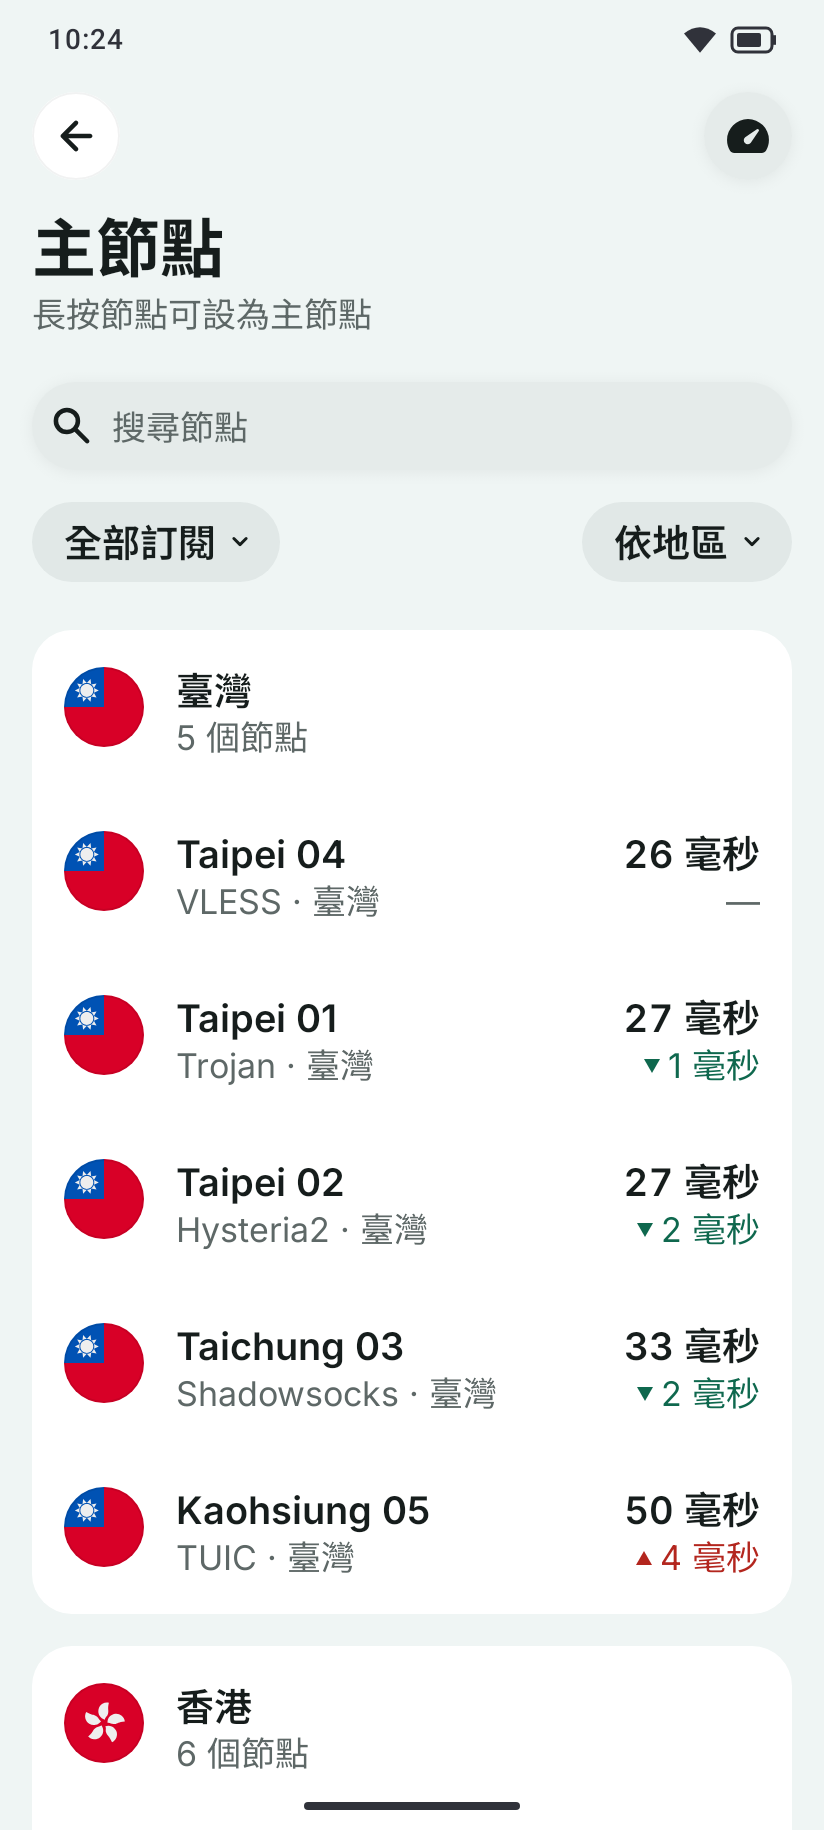 10:24
主節點
長按節點可設為主節點
搜尋節點
全部訂閱
依地區
臺灣
5 個節點
Taipei 04
26 毫秒
VLESS · 臺灣
—
Taipei 01
27 毫秒
Trojan · 臺灣
▼1 毫秒
Taipei 02
27 毫秒
Hysteria2 · 臺灣
▼2 毫秒
Taichung 03
33 毫秒
Shadowsocks · 臺灣
▼2 毫秒
Kaohsiung 05
50 毫秒
TUIC · 臺灣
▲4 毫秒
香港
6 個節點